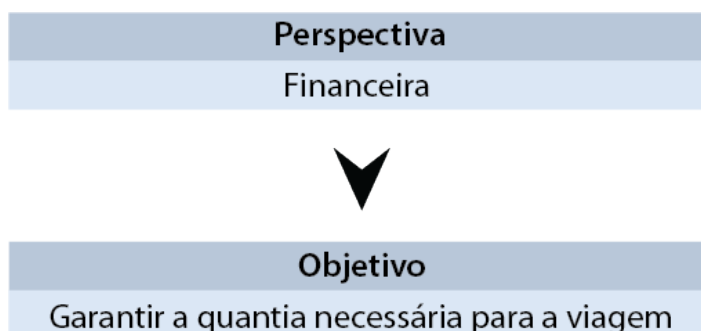 Perspectiva
Financeira
Objetivo
Garantir a quantia necessária para a viagem